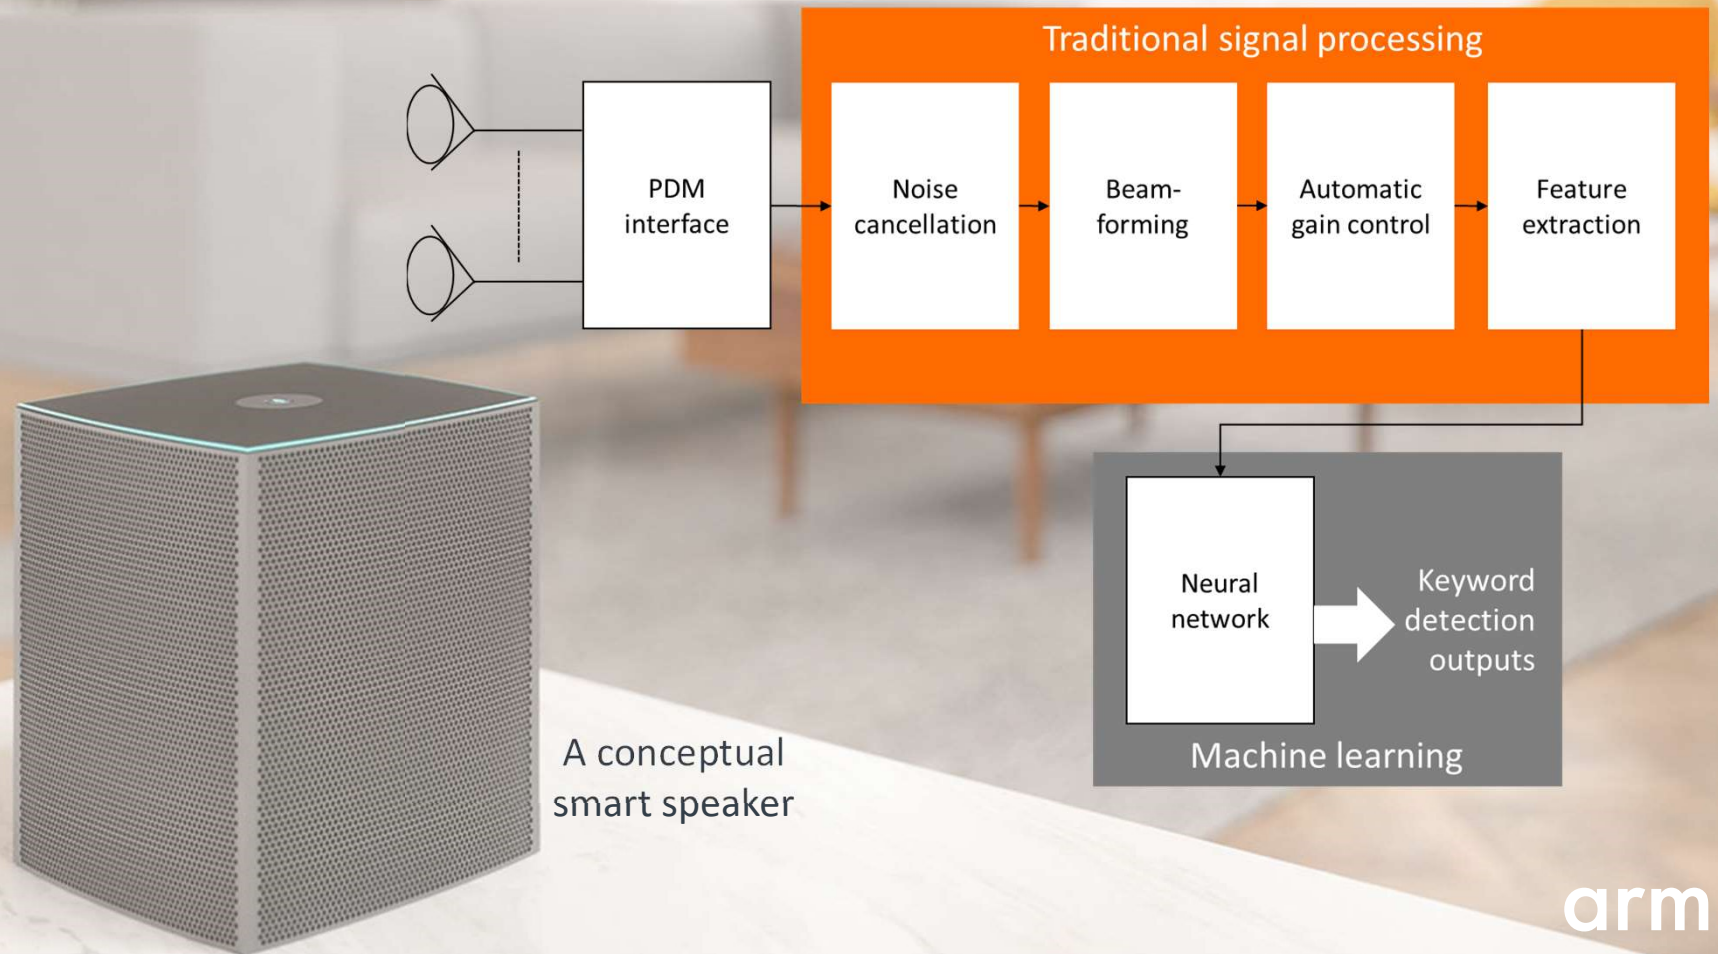 Traditional signal processing
PDM
interface
Noise
cancellation
Beam-
forming
Automatic
gain control
Feature
extraction
Neural
network
Keyword
detection
outputs
Machine learning
A conceptual
smart speaker
arm